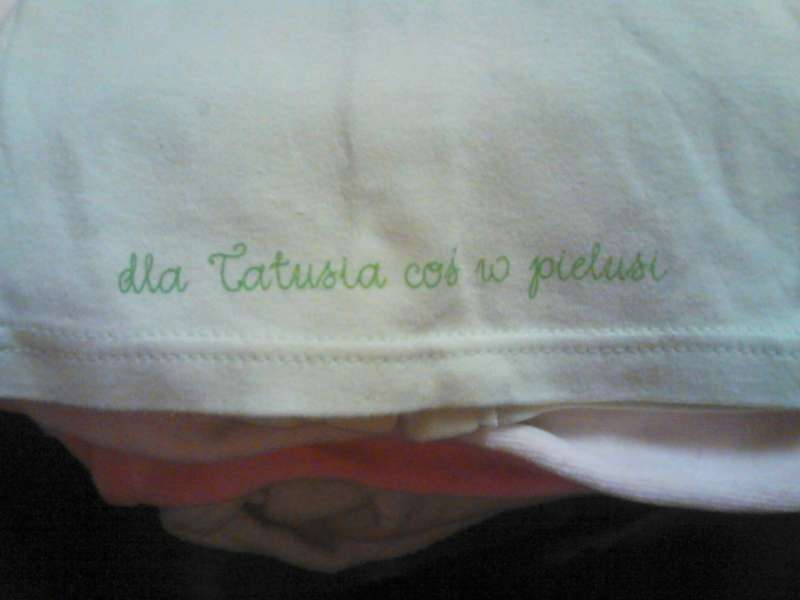 dla Tatusia coś w pielusi